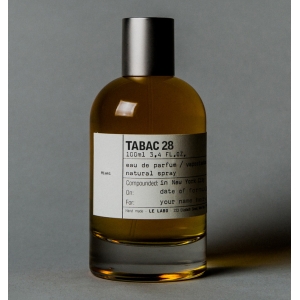 TABAC 28
100ml 3,4 fl.oz.
eau de parfum /
natural spray
Miami
Compounded: in New York
On: date of
For: your name
new york LE LABO